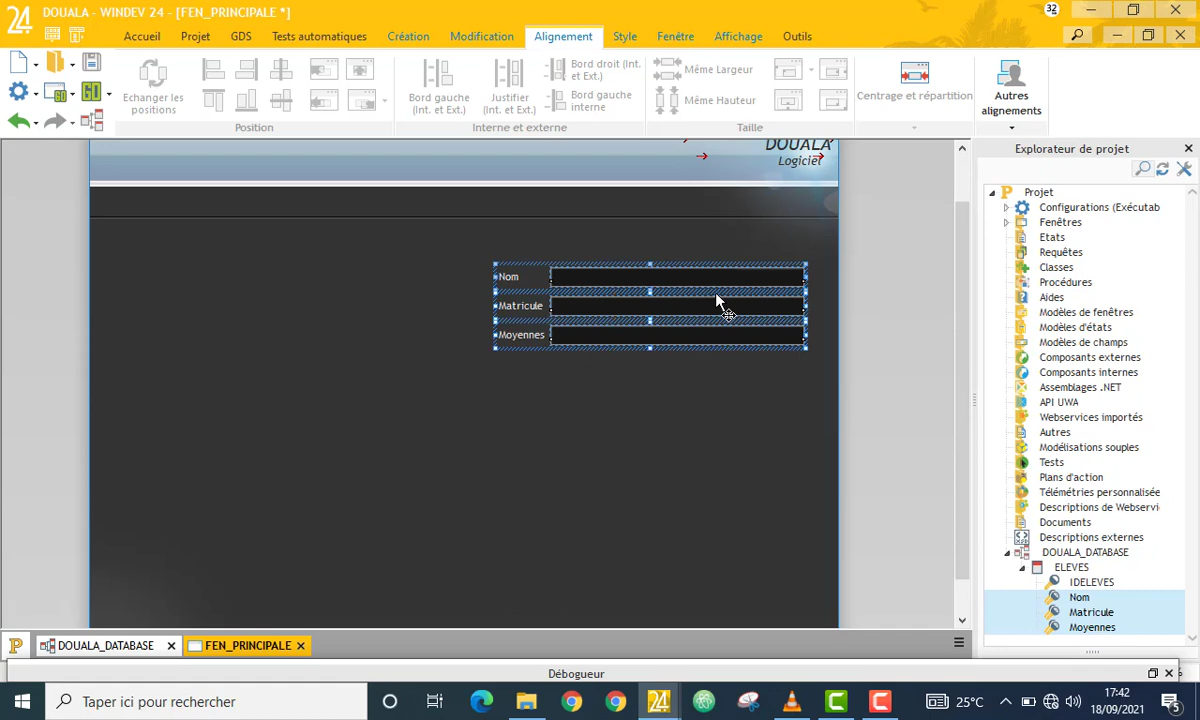 24 DOUALA - WINDEV 24 - [FEN_PRINCIPALE *]
32
Accueil Projet GDS Tests automatiques Création Modification Alignement Style Fenêtre Affichage Outils
Echanger les positions
Bord gauche (Int. et Ext.)
Justifier (Int. et Ext.)
Bord droit (Int. et Ext.)
Bord gauche interne
Même Largeur
Même Hauteur
Centrage et répartition
Autres alignements
GO GO
Position
Interne et externe
Taille
DOUALA
Logiciel
Nom
Matricule
Moyennes
Explorateur de projet
Projet
Configurations (Exécutab
Fenêtres
Etats
Requêtes
Classes
Procédures
Aides
Modèles de fenêtres
Modèles d'états
Modèles de champs
Composants externes
Composants internes
Assemblages .NET
API UWA
Webservices importés
Autres
Modélisations souples
Tests
Plans d'action
Télémétries personnalisée
Descriptions de Webservi
Documents
Descriptions externes
DOUALA_DATABASE
ELEVES
IDELEVES
Nom
Matricule
Moyennes
DOUALA_DATABASE FEN_PRINCIPALE
Débogueur
Taper ici pour rechercher
24
25°C
17:42
18/09/2021
5